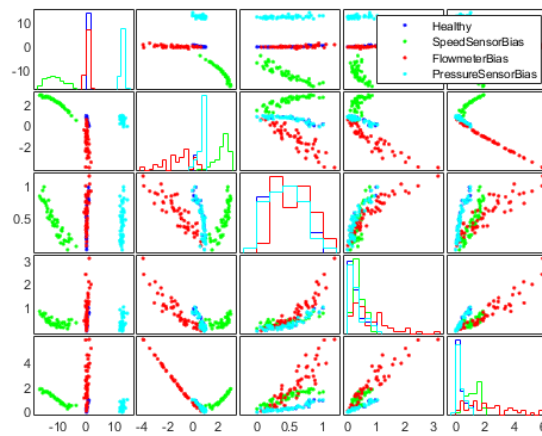 Healthy
SpeedSensorBias
FlowmeterBias
PressureSensorBias
10
0
-10
2
0
-2
1
0.5
3
2
1
4
2
0
-10 0 10
-4 -2 0 2
0 0.5 1
0 1 2 3
0 2 4 6